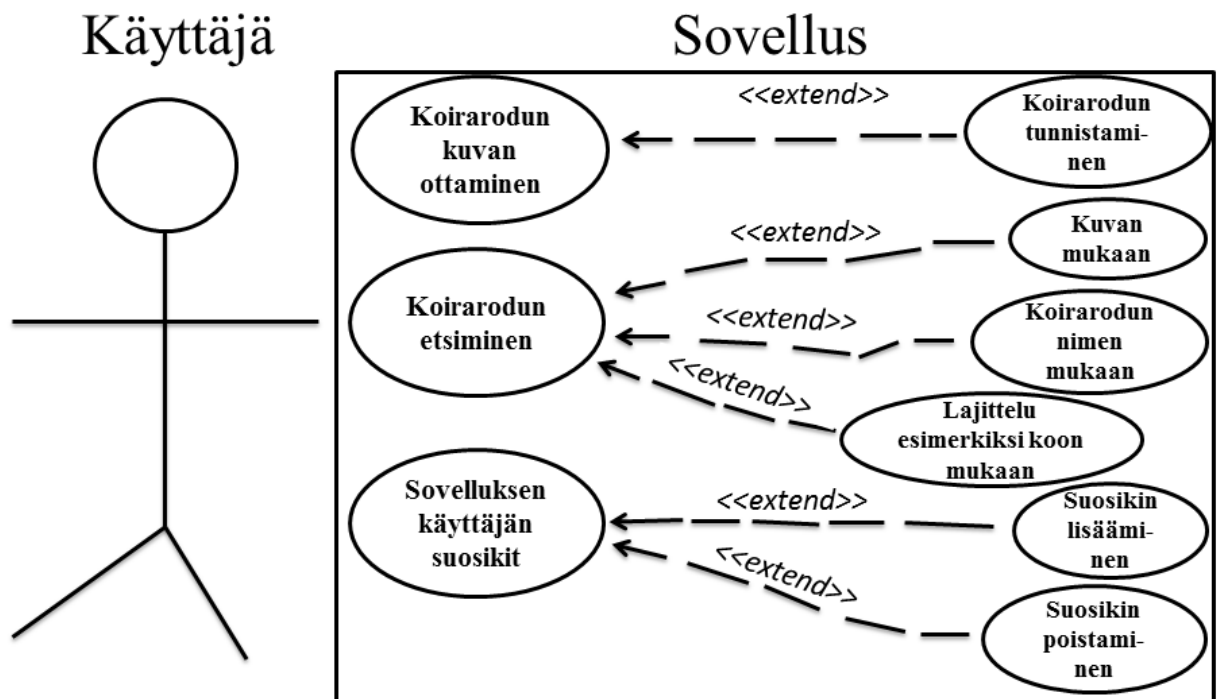 Käyttäjä
Sovellus
<<extend>>
Koirarodun
kuvan
ottaminen
Koirarodun
tunnistami-
nen
<<extend>>
Kuvan
mukaan
Koirarodun
etsiminen
<<extend>>
Koirarodun
nimen
mukaan
<<extend>>
Lajittelu
esimerkiksi koon
mukaan
Sovelluksen
käyttäjän
suosikit
<<extend>>
Suosikin
lisäämi-
nen
<<extend>>
Suosikin
poistami-
nen